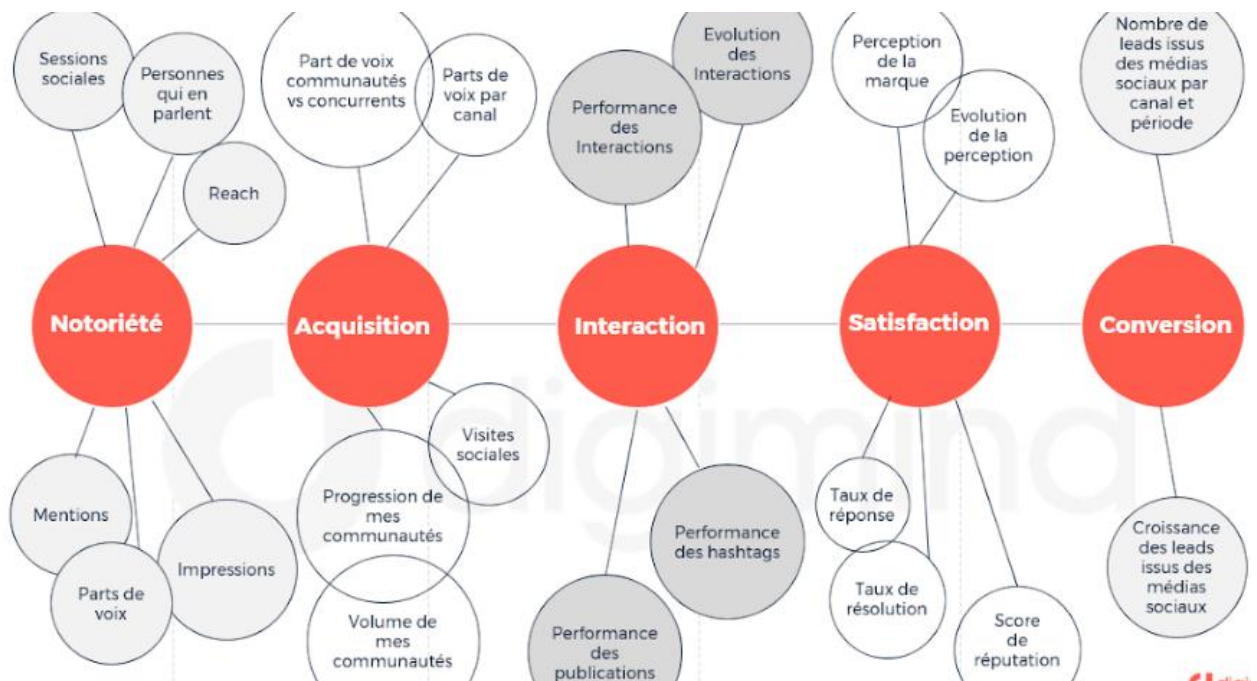 Sessions
sociales
Personnes
qui en
parlent
Reach
Notoriété
Mentions
Parts de
voix
Impressions
Part de voix
communautés
vs concurrents
Parts de
voix par
canal
Acquisition
Visites
sociales
Progression de
mes
communautés
Volume de
mes
communautés
Performance
des
Interactions
Evolution
des
Interactions
Interaction
Performance
des hashtags
Performance
des
publications
Perception
de la
marque
Evolution
de la
perception
Satisfaction
Taux de
réponse
Taux de
résolution
Score
de
réputation
Nombre de
leads issus
des médias
sociaux par
canal et
période
Conversion
Croissance
des leads
issus des
médias
sociaux
digimind